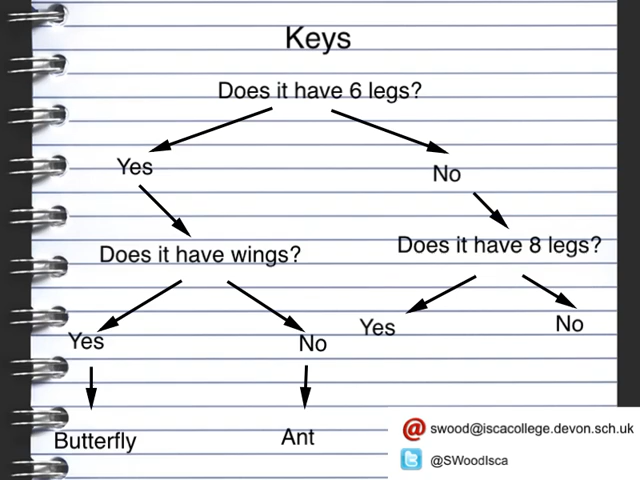 Keys
Does it have 6 legs?
Yes
No
Does it have wings?
Does it have 8 legs?
Yes
No
Yes
No
Butterfly
Ant
swood@iscacollege.devon.sch.uk
@SWoodIsca